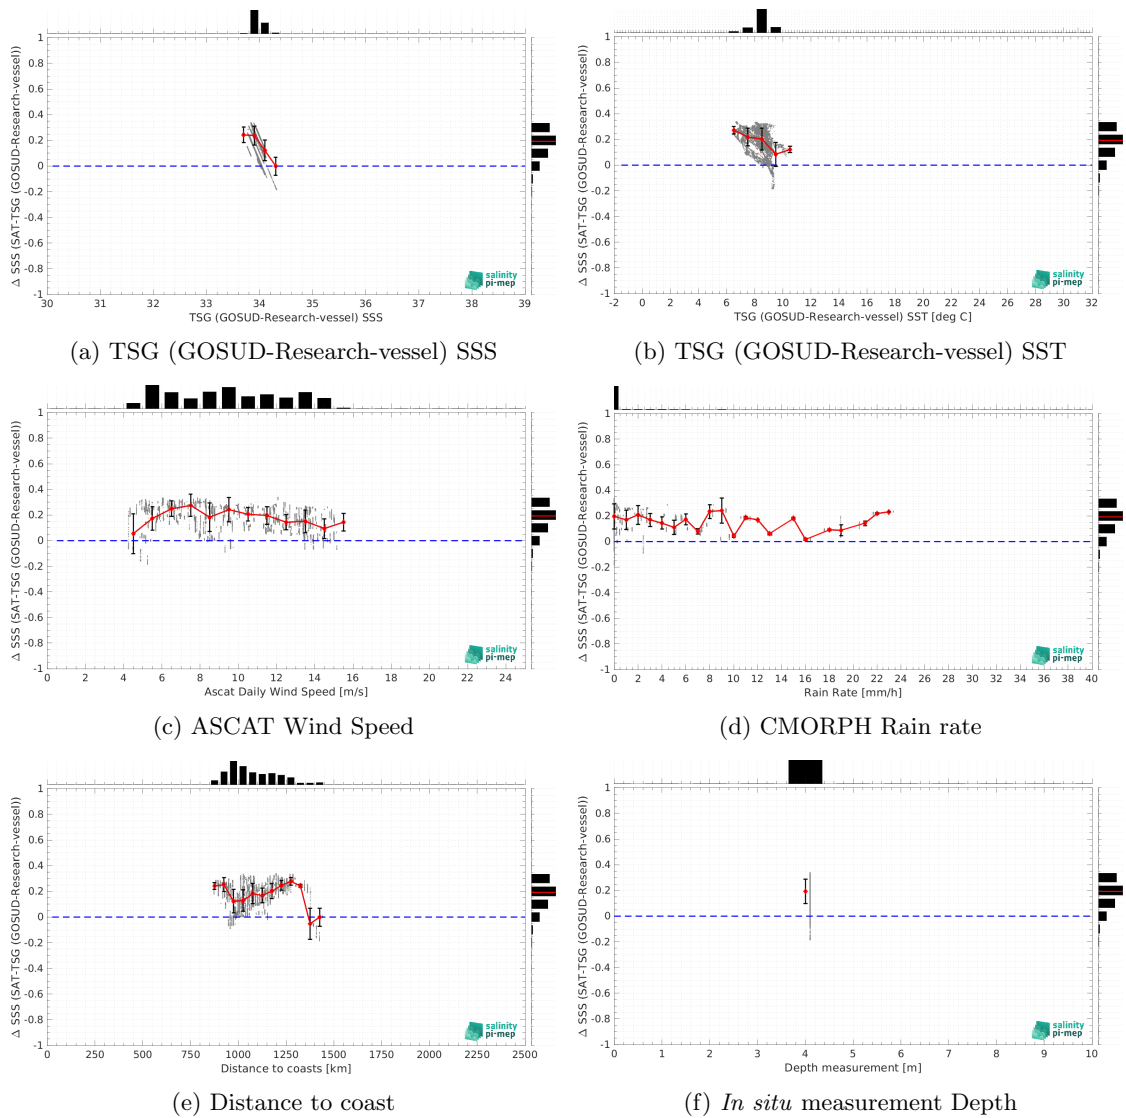 1
0.8
0.6
0.4
0.2
0
-0.2
-0.4
-0.6
-0.8
-1
Δ SSS (SAT-TSG (GOSUD-Research-vessel))
salinity
pi-mep
30 31 32 33 34 35 36 37 38 39
TSG (GOSUD-Research-vessel) SSS
(a) TSG (GOSUD-Research-vessel) SSS
1
0.8
0.6
0.4
0.2
0
-0.2
-0.4
-0.6
-0.8
-1
Δ SSS (SAT-TSG (GOSUD-Research-vessel))
salinity
pi-mep
-2 0 2 4 6 8 10 12 14 16 18 20 22 24 26 28 30 32
TSG (GOSUD-Research-vessel) SST [deg C]
(b) TSG (GOSUD-Research-vessel) SST
1
0.8
0.6
0.4
0.2
0
-0.2
-0.4
-0.6
-0.8
-1
Δ SSS (SAT-TSG (GOSUD-Research-vessel))
salinity
pi-mep
0 2 4 6 8 10 12 14 16 18 20 22 24
Ascat Daily Wind Speed [m/s]
(c) ASCAT Wind Speed
1
0.8
0.6
0.4
0.2
0
-0.2
-0.4
-0.6
-0.8
-1
Δ SSS (SAT-TSG (GOSUD-Research-vessel))
salinity
pi-mep
0 2 4 6 8 10 12 14 16 18 20 22 24 26 28 30 32 34 36 38 40
Rain Rate [mm/h]
(d) CMORPH Rain rate
1
0.8
0.6
0.4
0.2
0
-0.2
-0.4
-0.6
-0.8
-1
Δ SSS (SAT-TSG (GOSUD-Research-vessel))
salinity
pi-mep
0 250 500 750 1000 1250 1500 1750 2000 2250 2500
Distance to coasts [km]
(e) Distance to coast
1
0.8
0.6
0.4
0.2
0
-0.2
-0.4
-0.6
-0.8
-1
Δ SSS (SAT-TSG (GOSUD-Research-vessel))
salinity
pi-mep
0 1 2 3 4 5 6 7 8 9 10
Depth measurement [m]
(f) In situ measurement Depth